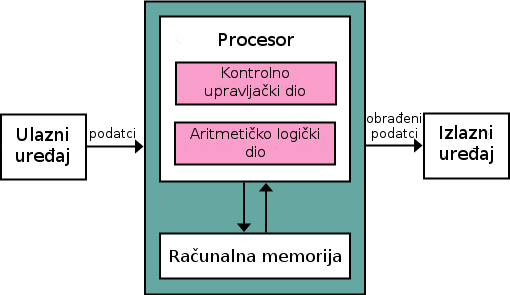 Procesor
Kontrolno
upravljački dio
Aritmetičko logički
dio
Ulazni
uređaj
podatci
obrađeni
podatci
Izlazni
uređaj
Računalna memorija